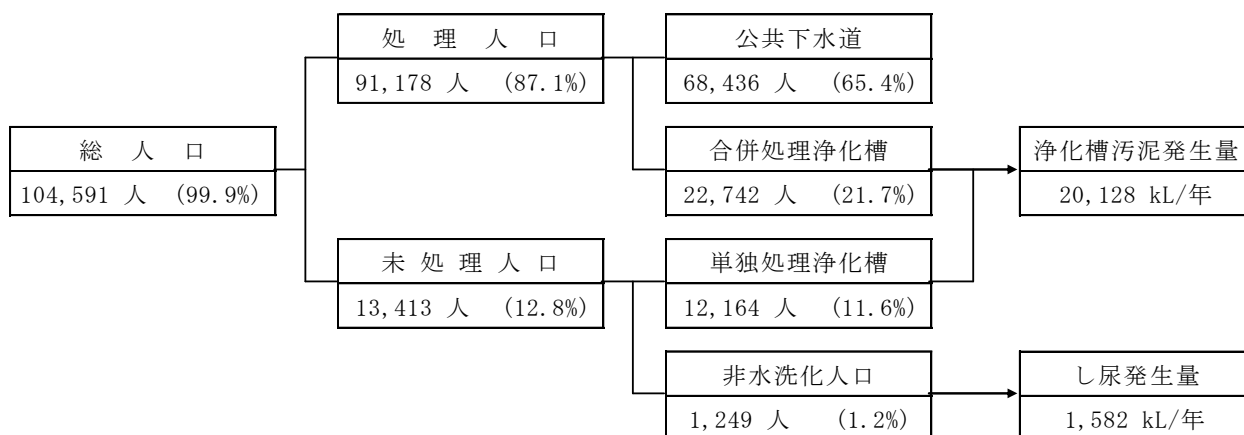 処理人口
91,178 人 (87.1%)
公共下水道
68,436 人 (65.4%)
総人口
104,591 人 (99.9%)
合併処理浄化槽
22,742 人 (21.7%)
浄化槽汚泥発生量
20,128 kL/年
未処理人口
13,413 人 (12.8%)
単独処理浄化槽
12,164 人 (11.6%)
非水洗化人口
1,249 人 (1.2%)
し尿発生量
1,582 kL/年